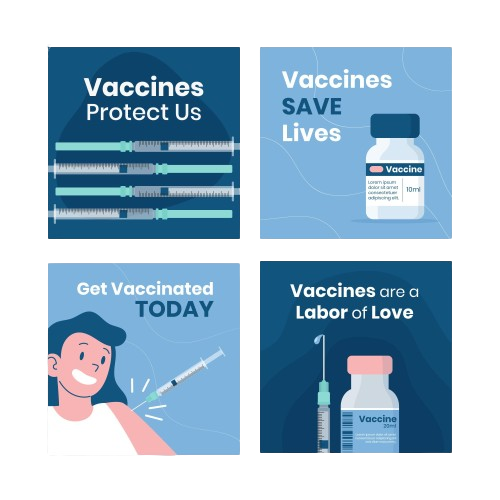 Vaccines
Protect Us
Vaccines
SAVE
Lives
Vaccine
Lorem ipsum
dolor sit amet
consectetuer
adipiscing elit.
10ml
Get Vaccinated
TODAY
Vaccines are a
Labor of Love
Vaccine
20ml